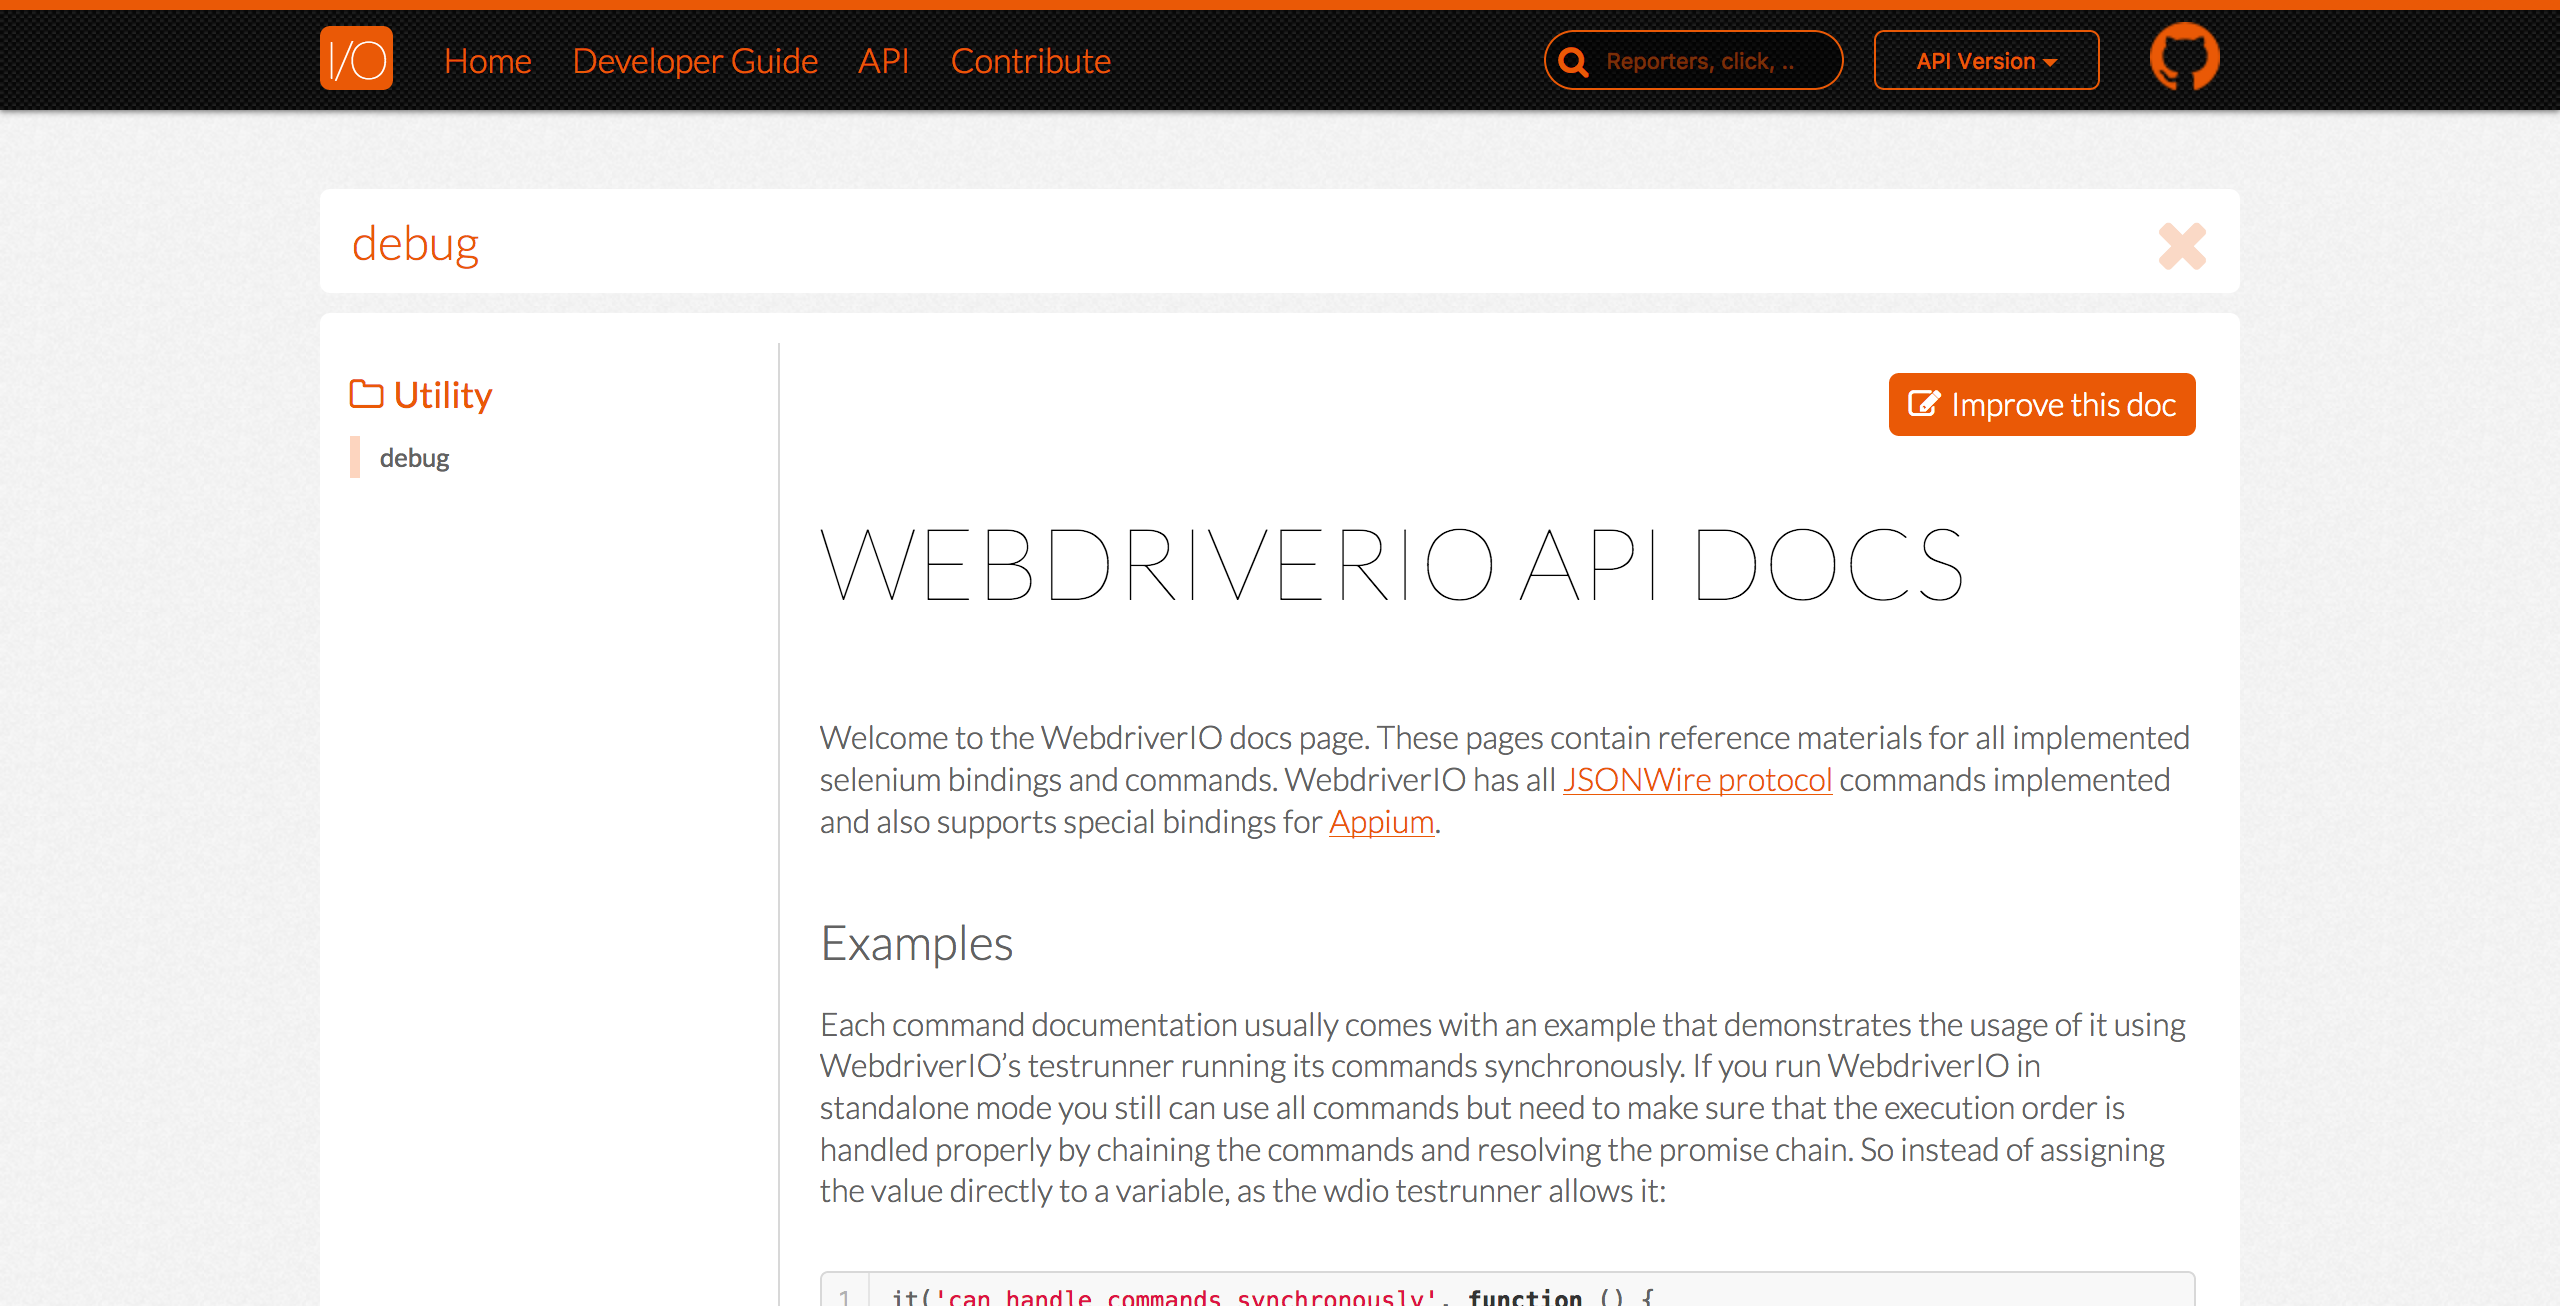 I/O Home Developer Guide API Contribute Reporters, click, .. API Version
debug
Utility
debug
Improve this doc
WEBDRIVERIO API DOCS
Welcome to the WebdriverIO docs page. These pages contain reference materials for all implemented
selenium bindings and commands. WebdriverIO has all JSONWire protocol commands implemented
and also supports special bindings for Appium.
Examples
Each command documentation usually comes with an example that demonstrates the usage of it using
WebdriverIO’s testrunner running its commands synchronously. If you run WebdriverIO in
standalone mode you still can use all commands but need to make sure that the execution order is
handled properly by chaining the commands and resolving the promise chain. So instead of assigning
the value directly to a variable, as the wdio testrunner allows it:
1 it('can handle commands synchronously', function () {